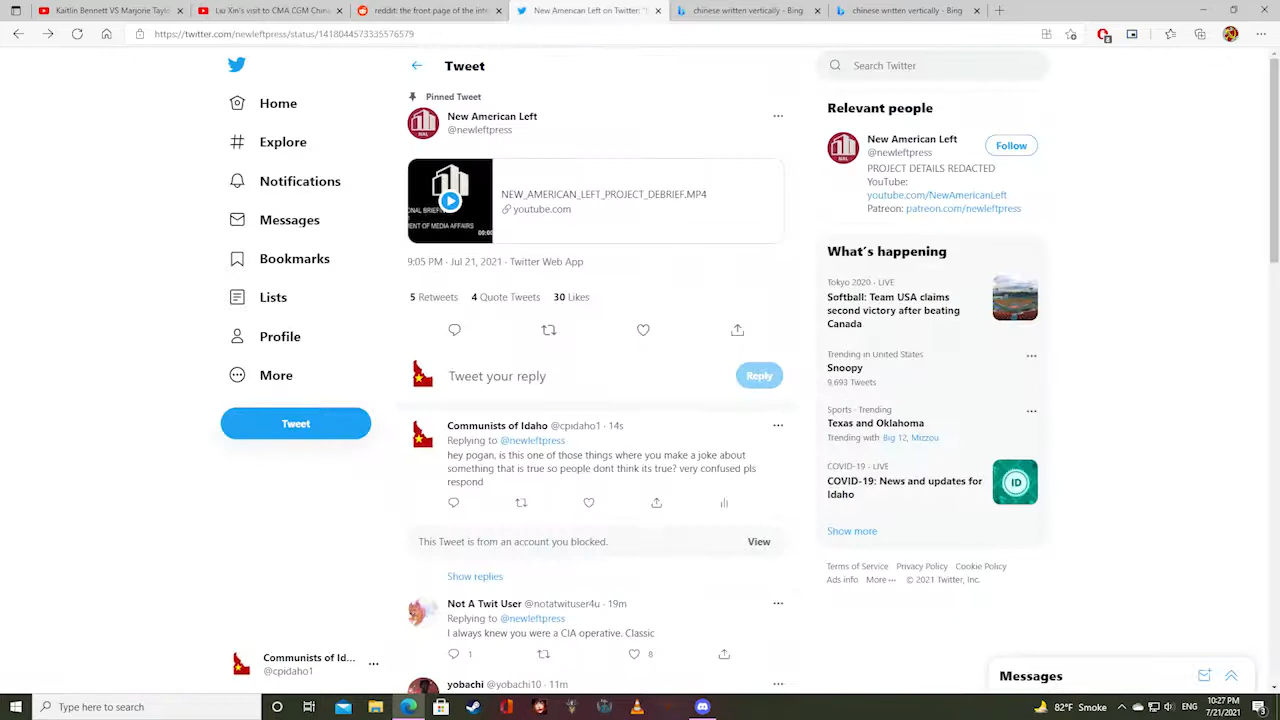 Kaitlin Bennett VS Marjorie Taylo
Liu Xin's visit to CMA CGM Chin
reddit: the front page of the inter
New American Left on Twitter: "
chinese written vertically - Bing
chinese written vertically - Bing
https://twitter.com/newleftpress/status/1418044573335576579
Tweet
Search Twitter
Home
Explore
Notifications
Messages
Bookmarks
Lists
Profile
More
Tweet
Communists of Id...
@cpidaho1
Pinned Tweet
New American Left
@newleftpress
NEW_AMERICAN_LEFT_PROJECT_DEBRIEF.MP4
youtube.com
ONAL BRIEFIN
MENT OF MEDIA AFFAIRS
00:00
9:05 PM · Jul 21, 2021 · Twitter Web App
5 Retweets 4 Quote Tweets 30 Likes
Tweet your reply
Reply
Communists of Idaho @cpidaho1 · 14s
Replying to @newleftpress
hey pogan, is this one of those things where you make a joke about
something that is true so people dont think its true? very confused pls
respond
This Tweet is from an account you blocked.
View
Show replies
Not A Twit User @notatwituser4u · 19m
Replying to @newleftpress
I always knew you were a CIA operative. Classic
1
8
yobachi @yobachi10 · 11m
Relevant people
New American Left
@newleftpress
Follow
PROJECT DETAILS REDACTED
YouTube:
youtube.com/NewAmericanLeft
Patreon: patreon.com/newleftpress
What's happening
Tokyo 2020 · LIVE
Softball: Team USA claims
second victory after beating
Canada
Trending in United States
Snoopy
9,693 Tweets
Sports · Trending
Texas and Oklahoma
Trending with Big 12, Mizzou
COVID-19 · LIVE
COVID-19: News and updates for
Idaho
ID
Show more
Terms of Service Privacy Policy Cookie Policy
Ads info More ··· © 2021 Twitter, Inc.
Messages
Type here to search
82°F Smoke
10:27 PM
7/21/2021